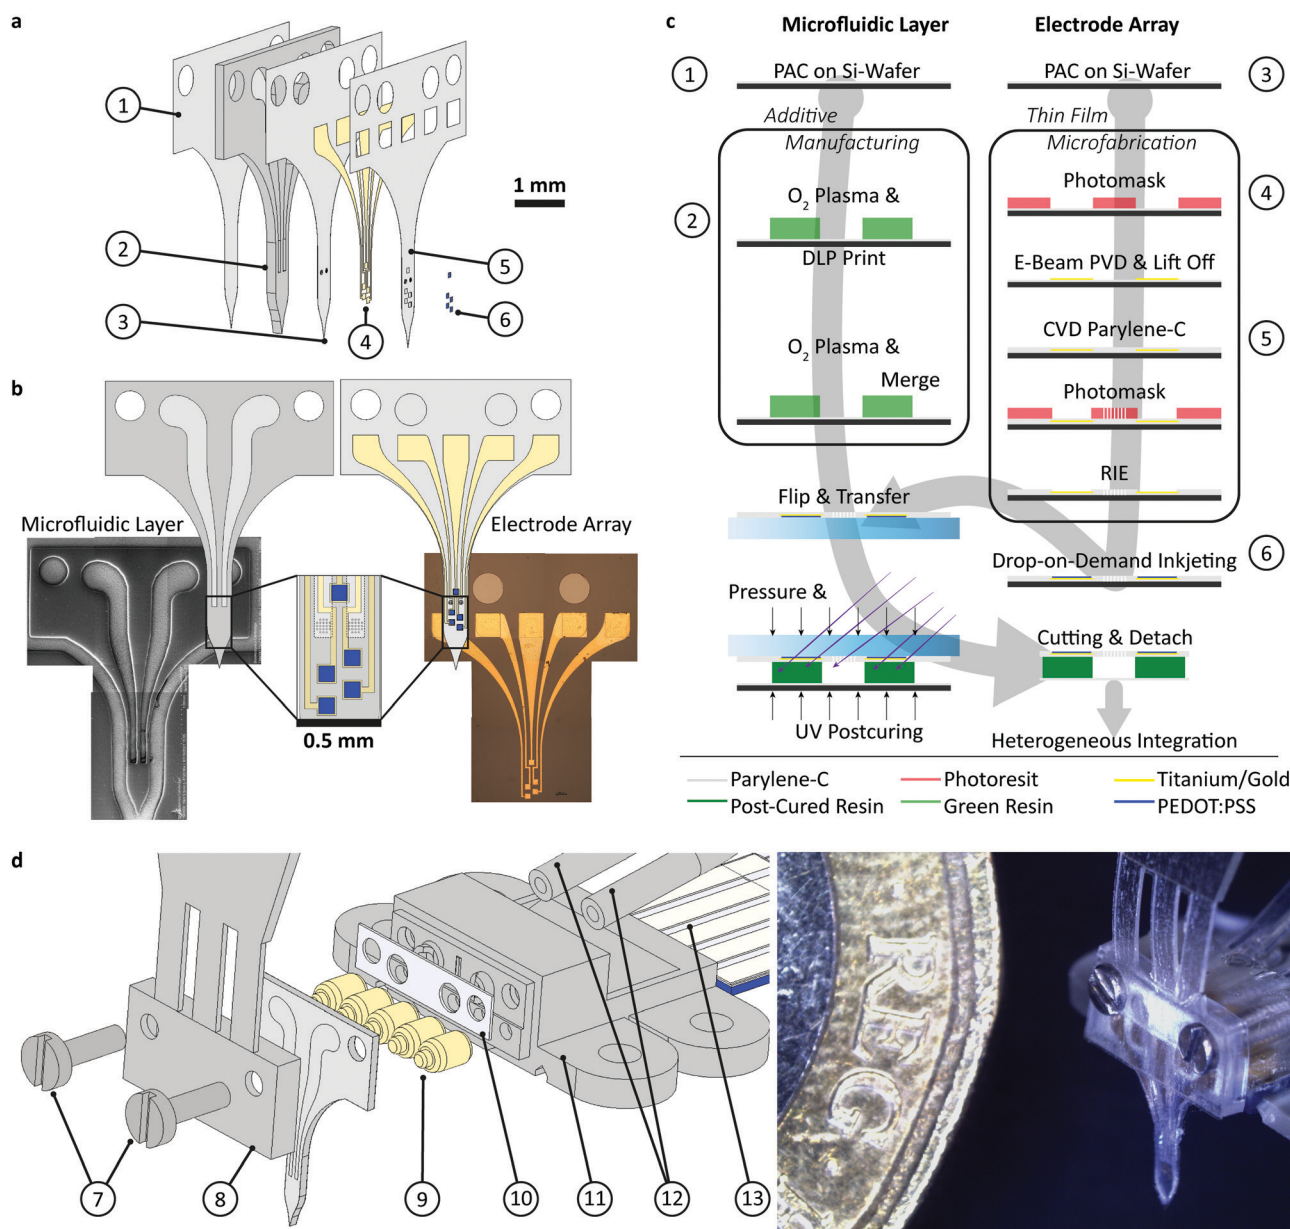 a
1
2
3
4
5
6
1 mm
b
Microfluidic Layer
Electrode Array
0.5 mm
c
Microfluidic Layer
Electrode Array
1
PAC on Si-Wafer
PAC on Si-Wafer
3
Additive
Manufacturing
Thin Film
Microfabrication
2
O2 Plasma &
DLP Print
O2 Plasma &
Merge
Photomask
4
E-Beam PVD & Lift Off
CVD Parylene-C
5
Photomask
RIE
Flip & Transfer
Drop-on-Demand Inkjeting
6
Pressure &
UV Postcuring
Cutting & Detach
Heterogeneous Integration
Parylene-C
Photoresit
Titanium/Gold
Post-Cured Resin
Green Resin
PEDOT:PSS
d
7
8
9
10
11
12
13